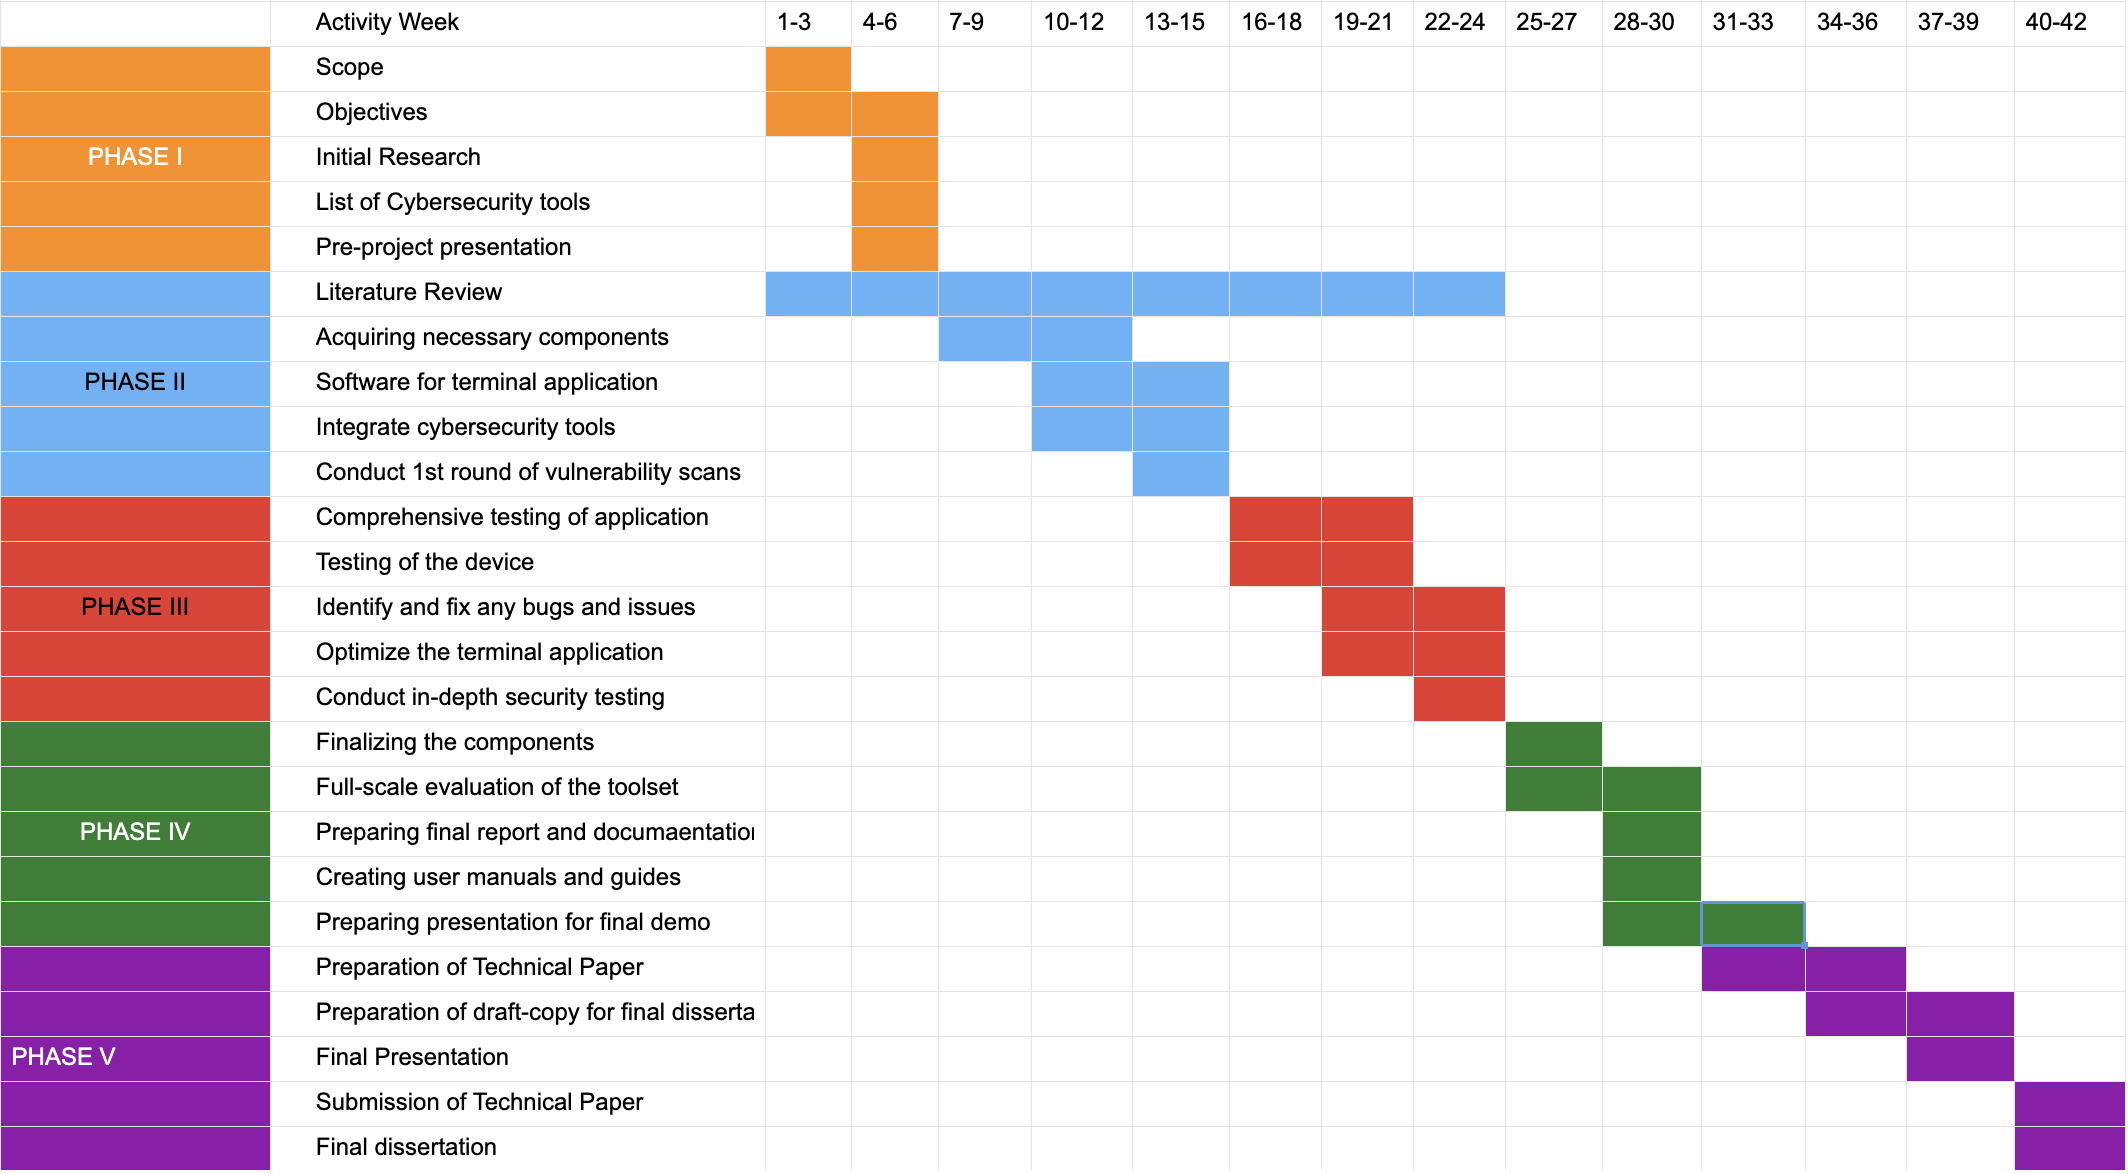 Activity Week 1-3 4-6 7-9 10-12 13-15 16-18 19-21 22-24 25-27 28-30 31-33 34-36 37-39 40-42
Scope
Objectives
PHASE I Initial Research
List of Cybersecurity tools
Pre-project presentation
Literature Review
Acquiring necessary components
PHASE II Software for terminal application
Integrate cybersecurity tools
Conduct 1st round of vulnerability scans
Comprehensive testing of application
Testing of the device
PHASE III Identify and fix any bugs and issues
Optimize the terminal application
Conduct in-depth security testing
Finalizing the components
Full-scale evaluation of the toolset
PHASE IV Preparing final report and documaentation
Creating user manuals and guides
Preparing presentation for final demo
Preparation of Technical Paper
Preparation of draft-copy for final disserta
PHASE V Final Presentation
Submission of Technical Paper
Final dissertation